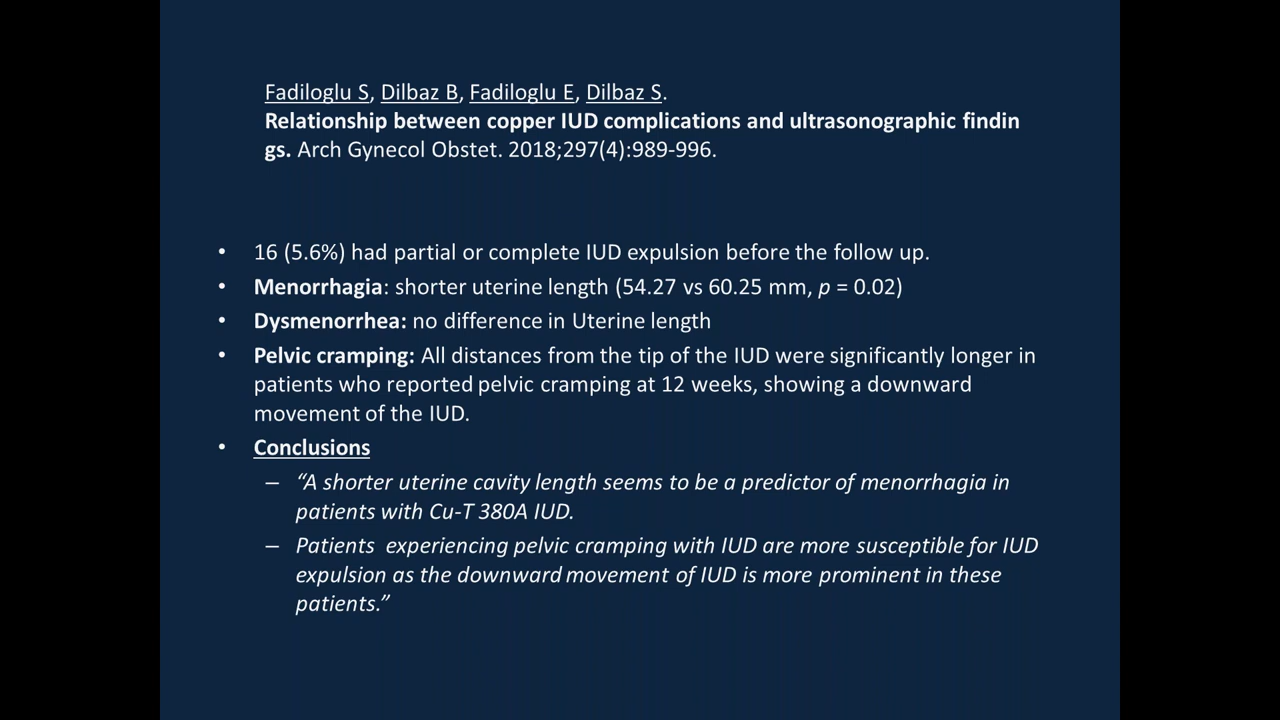 Fadiloglu S, Dilbaz B, Fadiloglu E, Dilbaz S.
Relationship between copper IUD complications and ultrasonographic findin
gs. Arch Gynecol Obstet. 2018;297(4):989-996.
• 16 (5.6%) had partial or complete IUD expulsion before the follow up.
• Menorrhagia: shorter uterine length (54.27 vs 60.25 mm, p = 0.02)
• Dysmenorrhea: no difference in Uterine length
• Pelvic cramping: All distances from the tip of the IUD were significantly longer in
patients who reported pelvic cramping at 12 weeks, showing a downward
movement of the IUD.
• Conclusions
– “A shorter uterine cavity length seems to be a predictor of menorrhagia in
patients with Cu-T 380A IUD.
– Patients experiencing pelvic cramping with IUD are more susceptible for IUD
expulsion as the downward movement of IUD is more prominent in these
patients.”